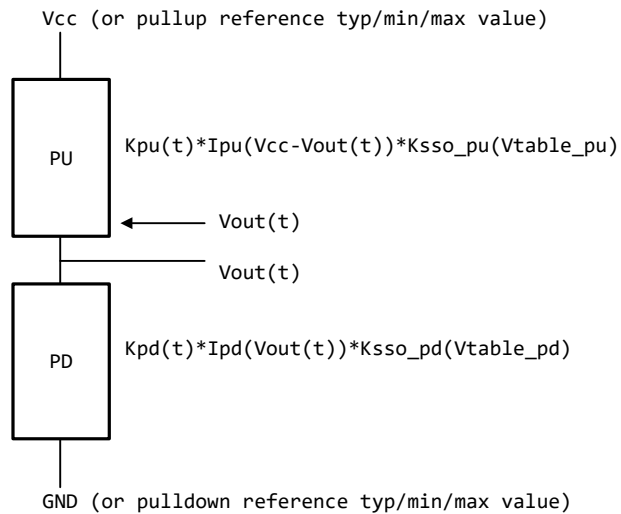 Vcc (or pullup reference typ/min/max value)
PU
Kpu(t)*Ipu(Vcc-Vout(t))*Ksso_pu(Vtable_pu)
Vout(t)
Vout(t)
PD
Kpd(t)*Ipd(Vout(t))*Ksso_pd(Vtable_pd)
GND (or pulldown reference typ/min/max value)